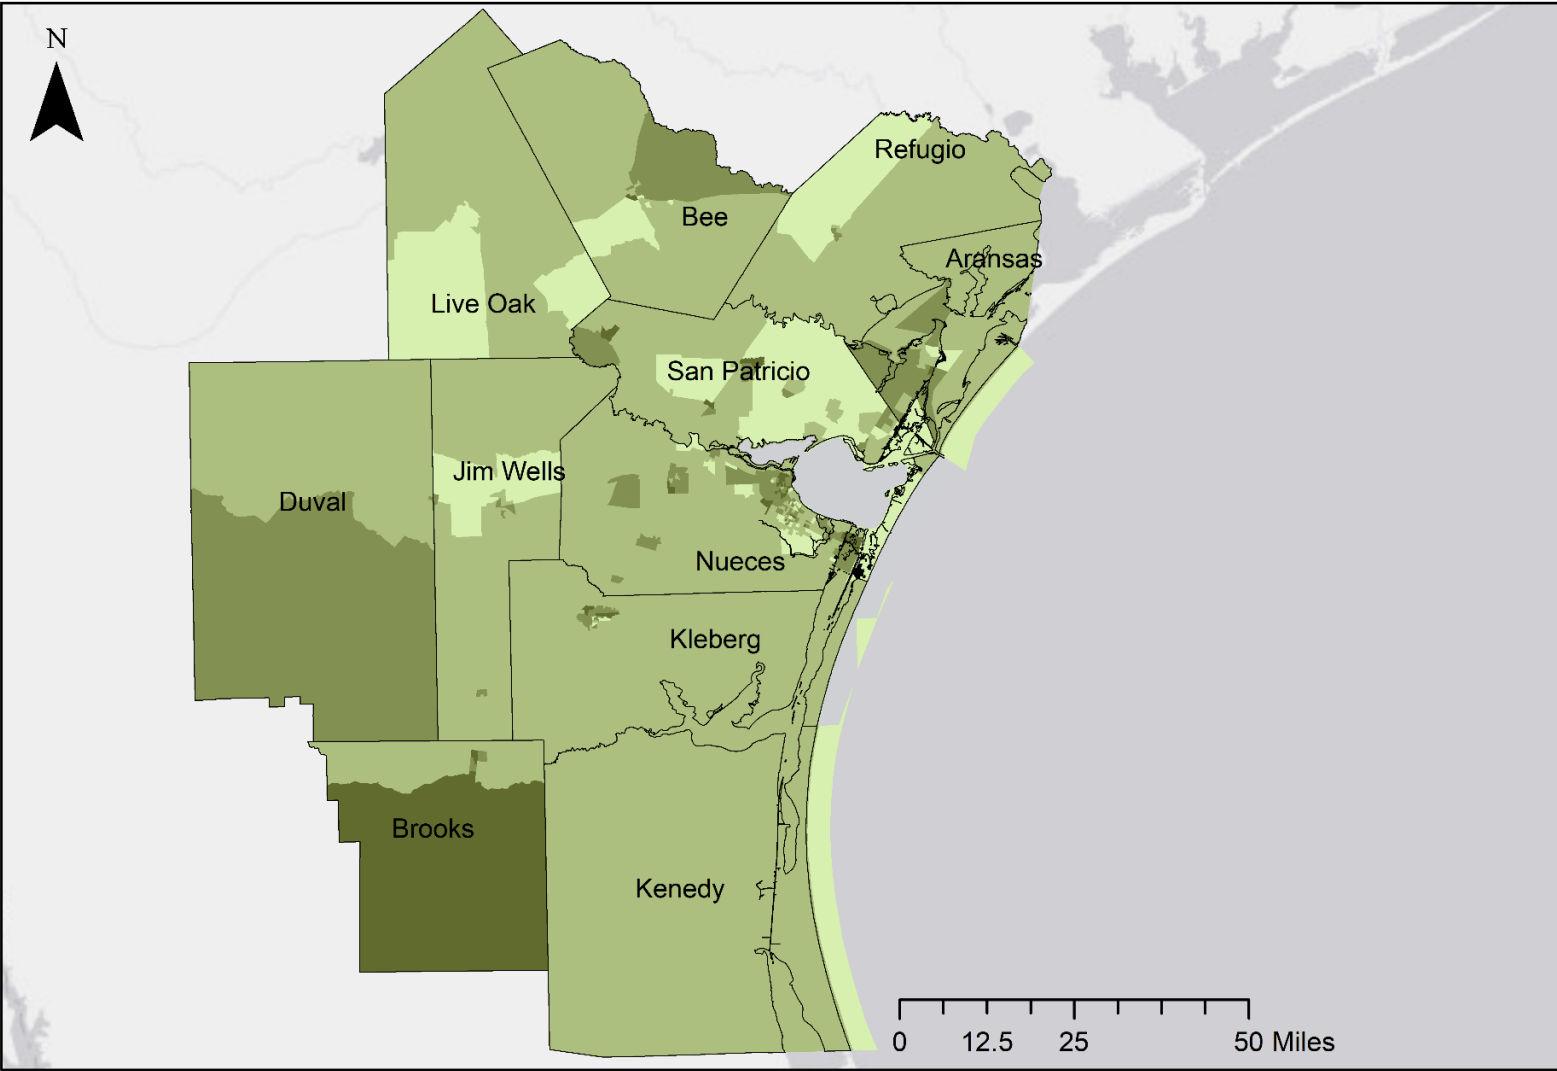 N
Refugio
Bee
Aransas
Live Oak
San Patricio
Jim Wells
Duval
Nueces
Kleberg
Brooks
Kenedy
0 12.5 25 50 Miles